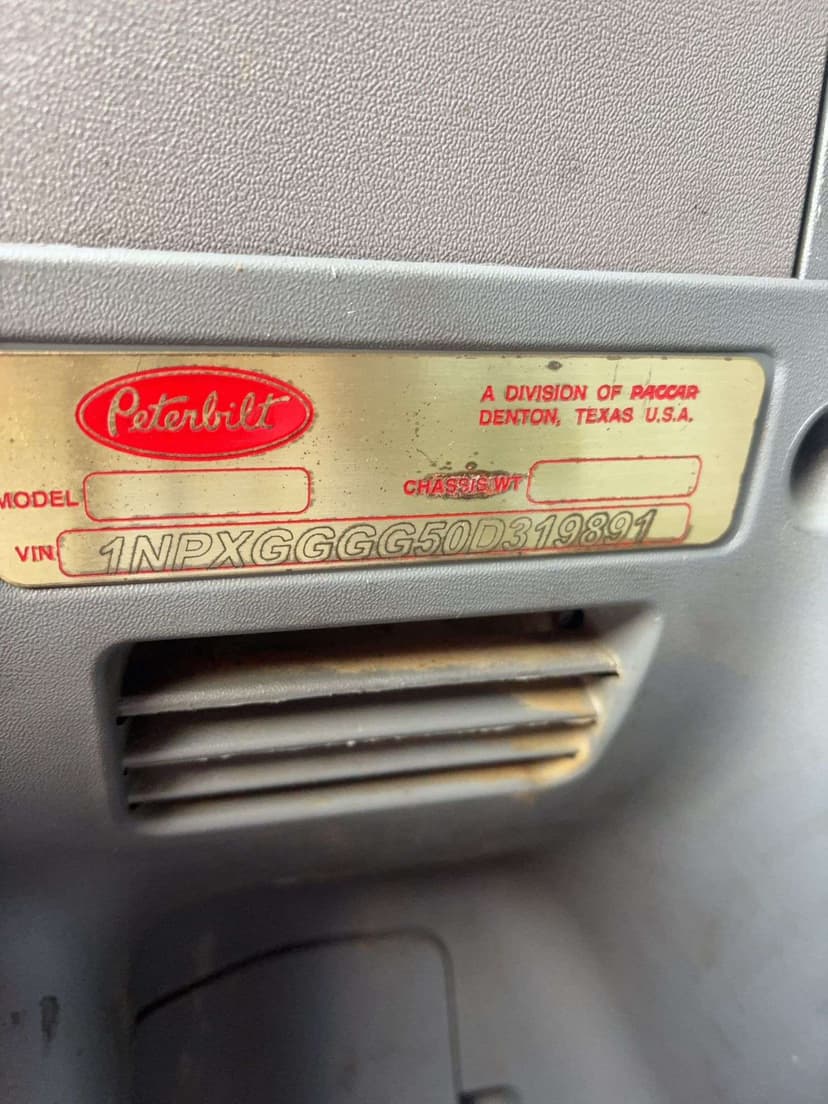 Peterbilt
A DIVISION OF PACCAR
DENTON, TEXAS U.S.A.
MODEL
CHASSIS WT
VIN 1NPXGGGG50D319891